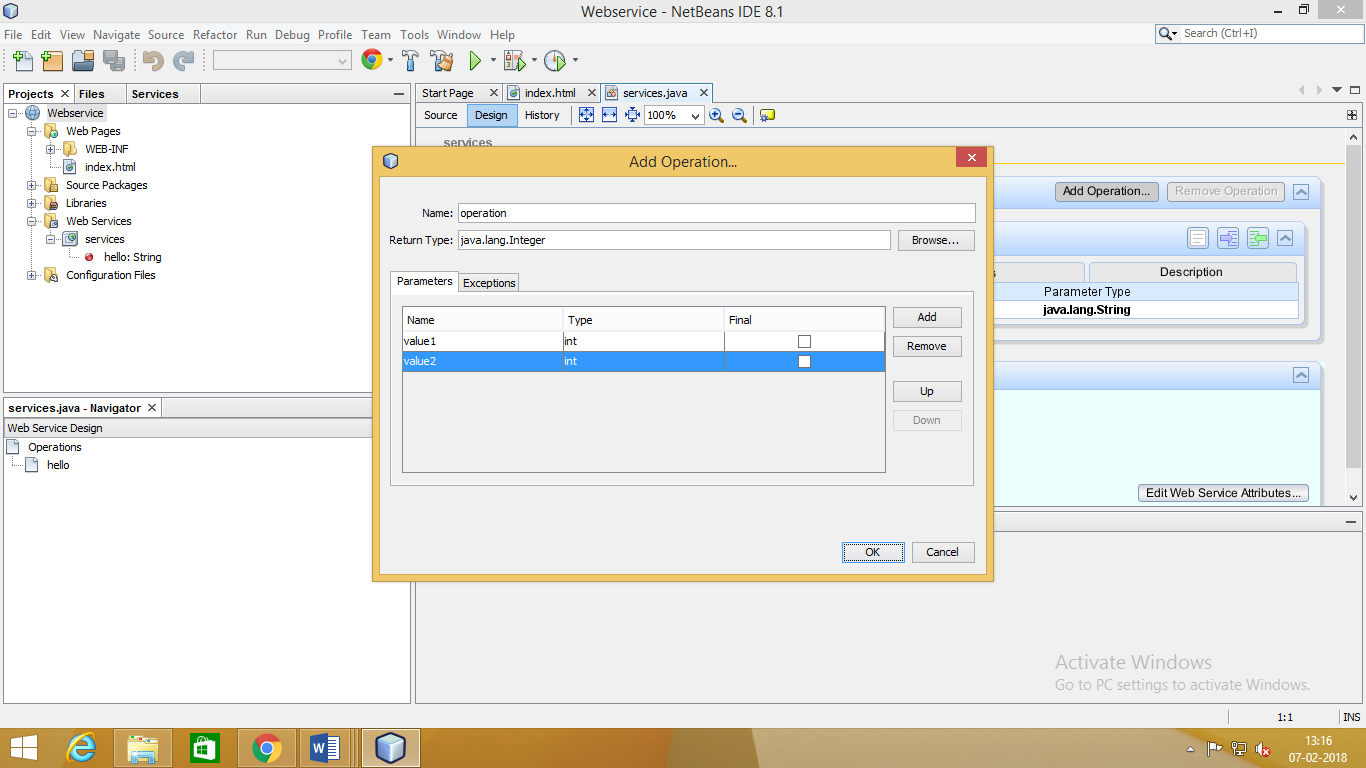 Webservice - NetBeans IDE 8.1
File Edit View Navigate Source Refactor Run Debug Profile Team Tools Window Help
Search (Ctrl+I)
Projects Files Services
Webservice
Web Pages
WEB-INF
index.html
Source Packages
Libraries
Web Services
services
hello: String
Configuration Files
services.java - Navigator
Web Service Design
Operations
hello
Start Page index.html services.java
Source Design History 100%
services
Add Operation... Remove Operation
Description
Parameter Type
java.lang.String
Edit Web Service Attributes...
Add Operation...
Name: operation
Return Type: java.lang.Integer Browse...
Parameters Exceptions
Name Type Final
value1 int
value2 int
Add
Remove
Up
Down
OK Cancel
Activate Windows
Go to PC settings to activate Windows.
1:1 INS
13:16
07-02-2018